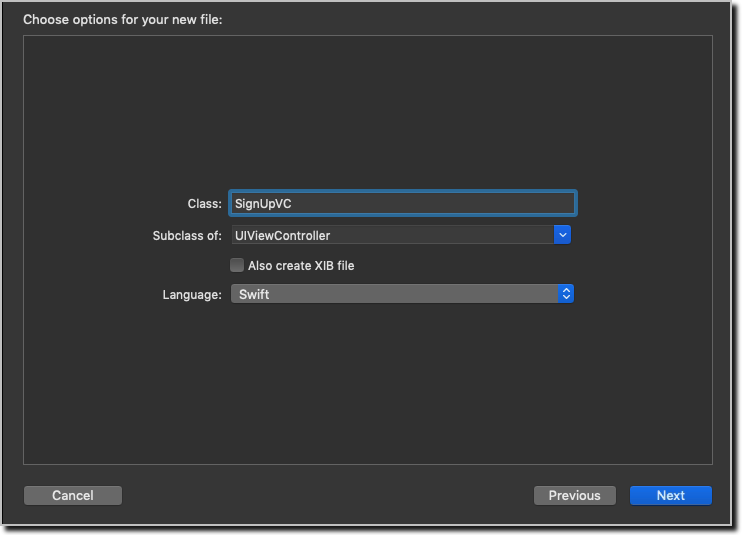 Choose options for your new file:
Class: SignUpVC
Subclass of: UIViewController
Also create XIB file
Language: Swift
Cancel Previous Next